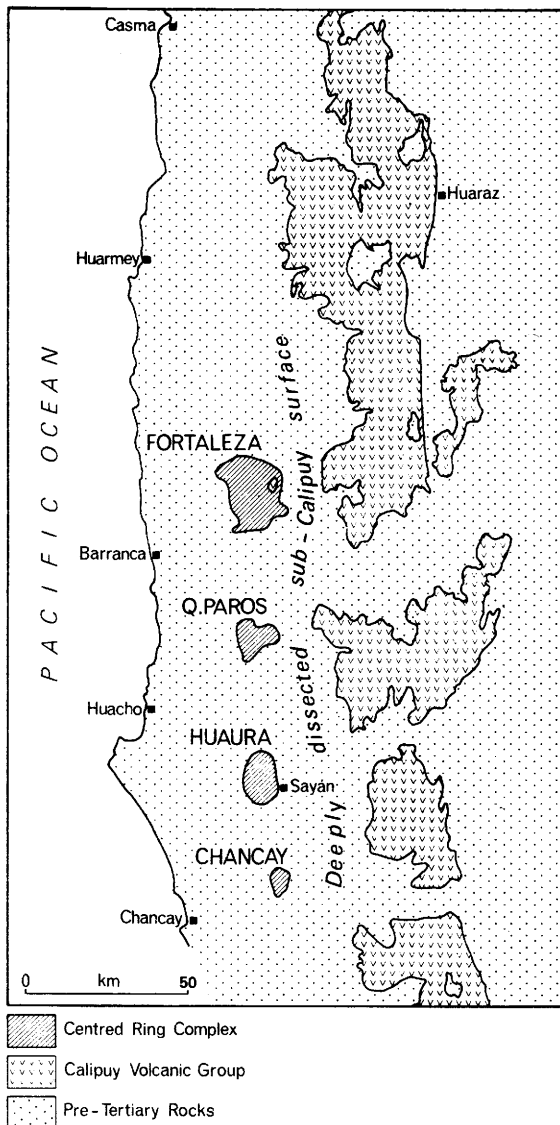 Casma
Huaraz
Huarmey
PACIFIC OCEAN
Deeply dissected sub-Calipuy surface
FORTALEZA
Barranca
Q.PAROS
Huacho
HUAURA
Sayán
CHANCAY
Chancay
0 km 50
Centred Ring Complex
Calipuy Volcanic Group
Pre-Tertiary Rocks